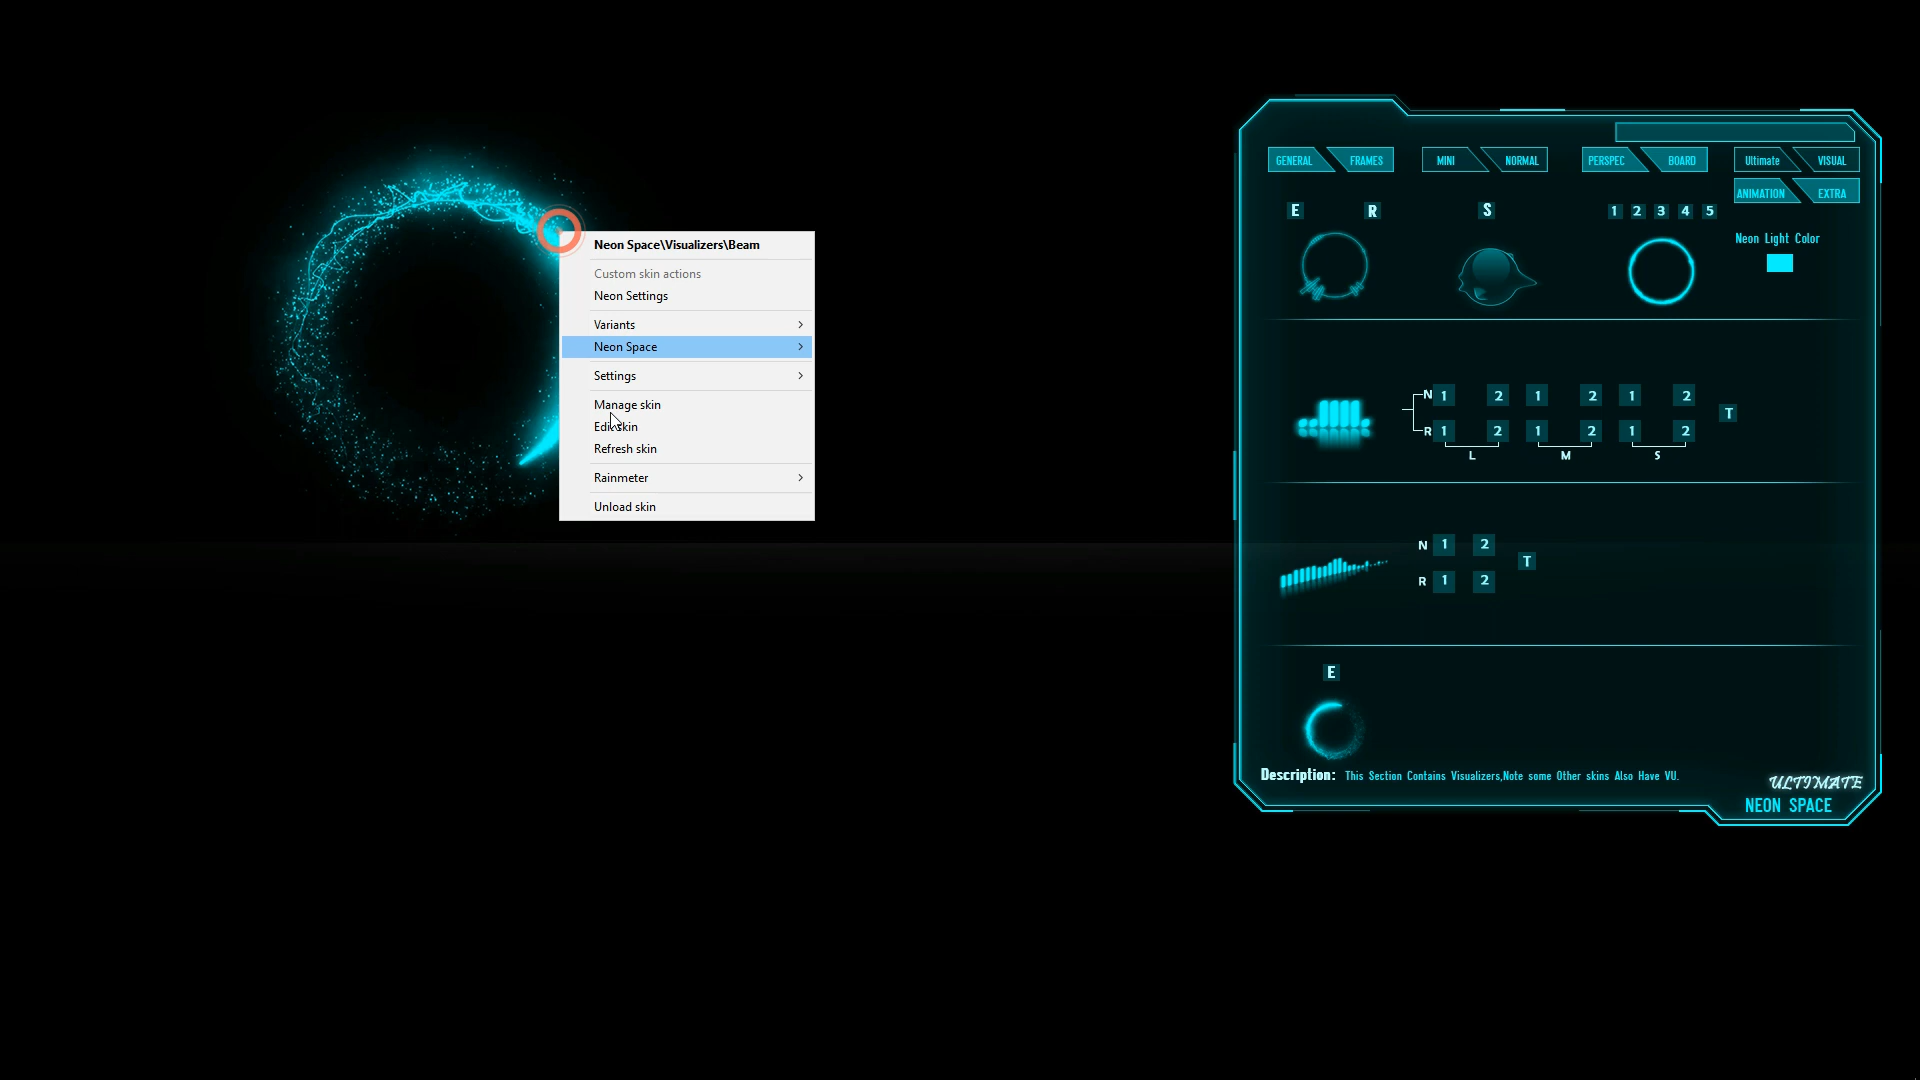 Neon Space\Visualizers\Beam
Custom skin actions
Neon Settings
Variants
Neon Space
Settings
Manage skin
Edit skin
Refresh skin
Rainmeter
Unload skin
GENERAL FRAMES MINI NORMAL PERSPEC BOARD Ultimate VISUAL
ANIMATION EXTRA
E R S 1 2 3 4 5
Neon Light Color
N 1 2 1 2 1 2
T
R 1 2 1 2 1 2
L M S
N 1 2
T
R 1 2
E
Description: This Section Contains Visualizers,Note some Other skins Also Have VU.
ULTIMATE
NEON SPACE